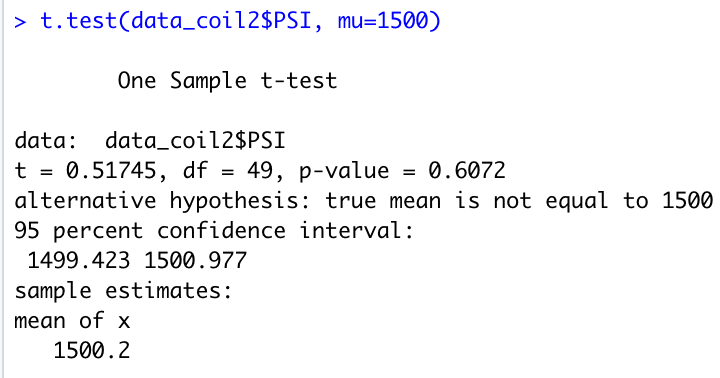 > t.test(data_coil2$PSI, mu=1500)
One Sample t-test
data:  data_coil2$PSI
t = 0.51745, df = 49, p-value = 0.6072
alternative hypothesis: true mean is not equal to 1500
95 percent confidence interval:
1499.423 1500.977
sample estimates:
mean of x
1500.2